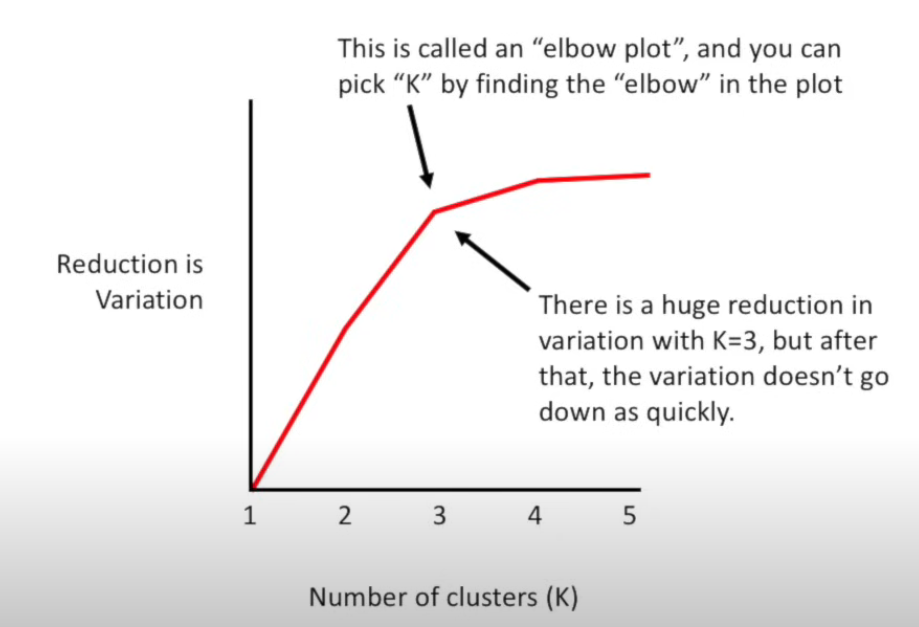 This is called an “elbow plot”, and you can
pick “K” by finding the “elbow” in the plot
Reduction is
Variation
There is a huge reduction in
variation with K=3, but after
that, the variation doesn’t go
down as quickly.
1 2 3 4 5
Number of clusters (K)